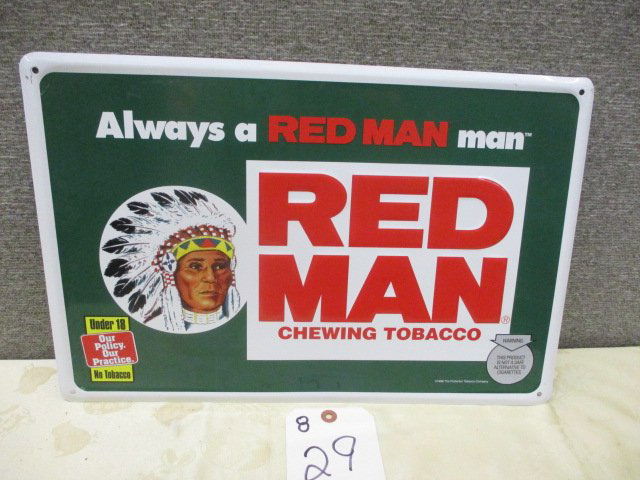 Always a RED MAN man™
RED
MAN®
CHEWING TOBACCO
Under 18
Our
Policy.
Our
Practice.
No Tobacco
WARNING:
THIS PRODUCT
IS NOT A SAFE
ALTERNATIVE TO
CIGARETTES
8
29